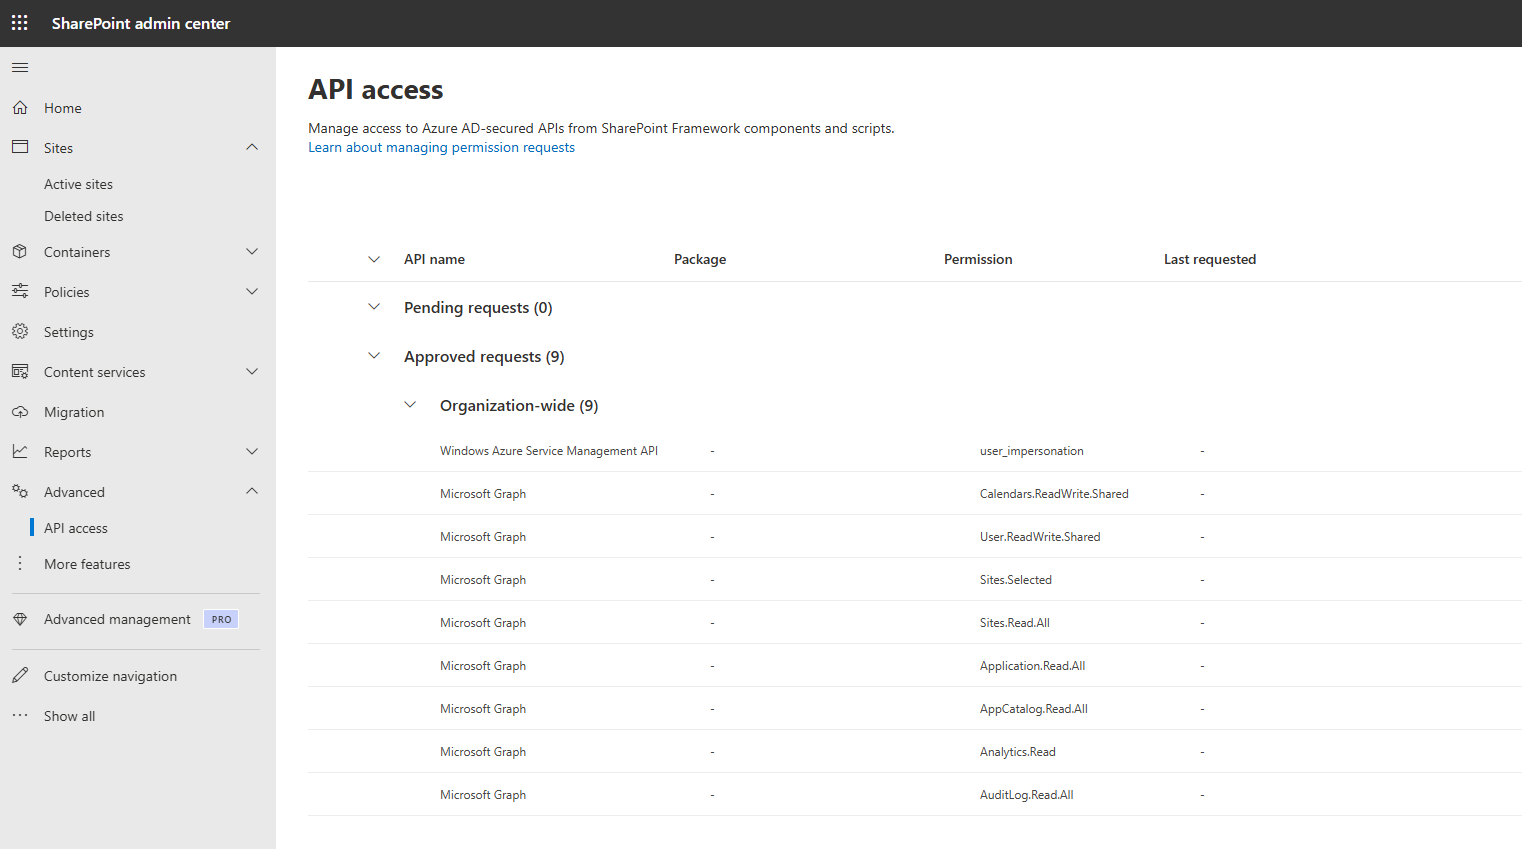 SharePoint admin center
Home
Sites
Active sites
Deleted sites
Containers
Policies
Settings
Content services
Migration
Reports
Advanced
API access
More features
Advanced management PRO
Customize navigation
Show all
API access
Manage access to Azure AD-secured APIs from SharePoint Framework components and scripts.
Learn about managing permission requests
API name Package Permission Last requested
Pending requests (0)
Approved requests (9)
Organization-wide (9)
Windows Azure Service Management API - user_impersonation -
Microsoft Graph - Calendars.ReadWrite.Shared -
Microsoft Graph - User.ReadWrite.Shared -
Microsoft Graph - Sites.Selected -
Microsoft Graph - Sites.Read.All -
Microsoft Graph - Application.Read.All -
Microsoft Graph - AppCatalog.Read.All -
Microsoft Graph - Analytics.Read -
Microsoft Graph - AuditLog.Read.All -